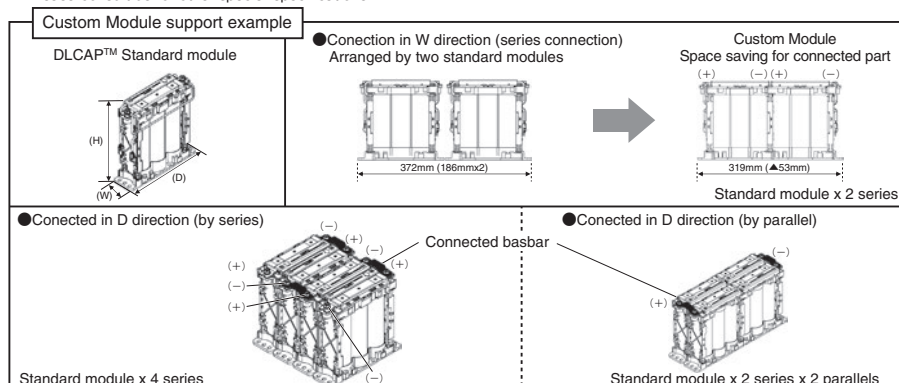 Custom Module support example
DLCAP™ Standard module
(H)
(W)
(D)
●Conection in W direction (series connection)
Arranged by two standard modules
372mm (186mmx2)
Custom Module
Space saving for connected part
(+) (−) (+) (−)
319mm (▲53mm)
Standard module x 2 series
●Conected in D direction (by series)
(−)
(+)
(−)
(+)
(+)
(−)
(+)
(−)
Connected basbar
Standard module x 4 series
●Conected in D direction (by parallel)
(−)
(+)
Standard module x 2 series x 2 parallels